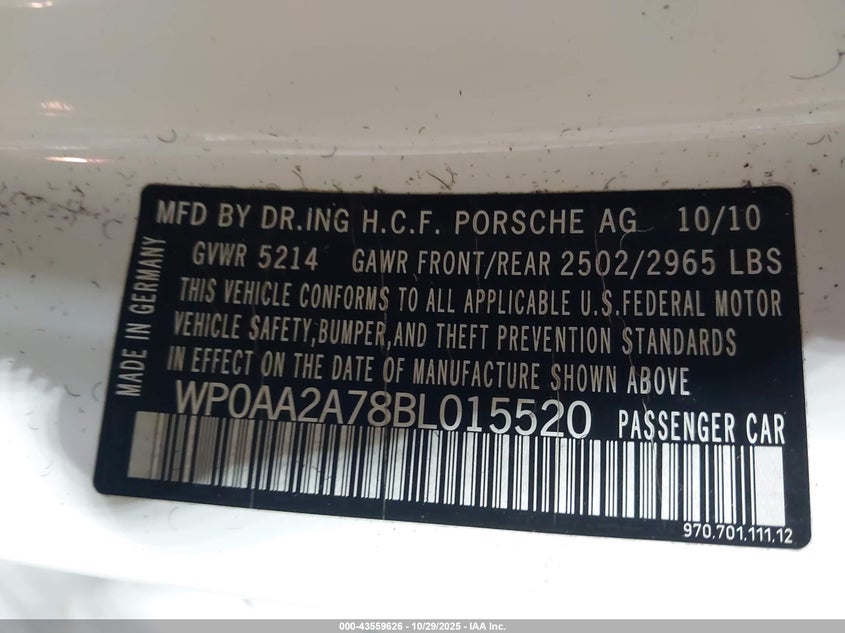 MFD BY DR.ING H.C.F. PORSCHE AG 10/10
GVWR 5214 GAWR FRONT/REAR 2502/2965 LBS
THIS VEHICLE CONFORMS TO ALL APPLICABLE U.S.FEDERAL MOTOR
VEHICLE SAFETY,BUMPER,AND THEFT PREVENTION STANDARDS
IN EFFECT ON THE DATE OF MANUFACTURE SHOWN ABOVE
MADE IN GERMANY
WP0AA2A78BL015520 PASSENGER CAR
970.701.111.12
000-43559626 - 10/29/2025 - IAA Inc.